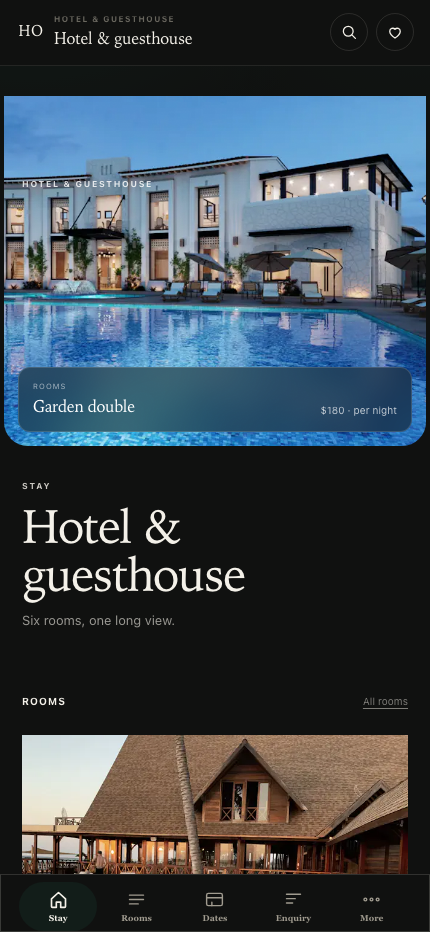 HO
HOTEL & GUESTHOUSE
Hotel & guesthouse
HOTEL & GUESTHOUSE
ROOMS
Garden double
$180 · per night
STAY
Hotel &
guesthouse
Six rooms, one long view.
ROOMS
All rooms
Stay
Rooms
Dates
Enquiry
More